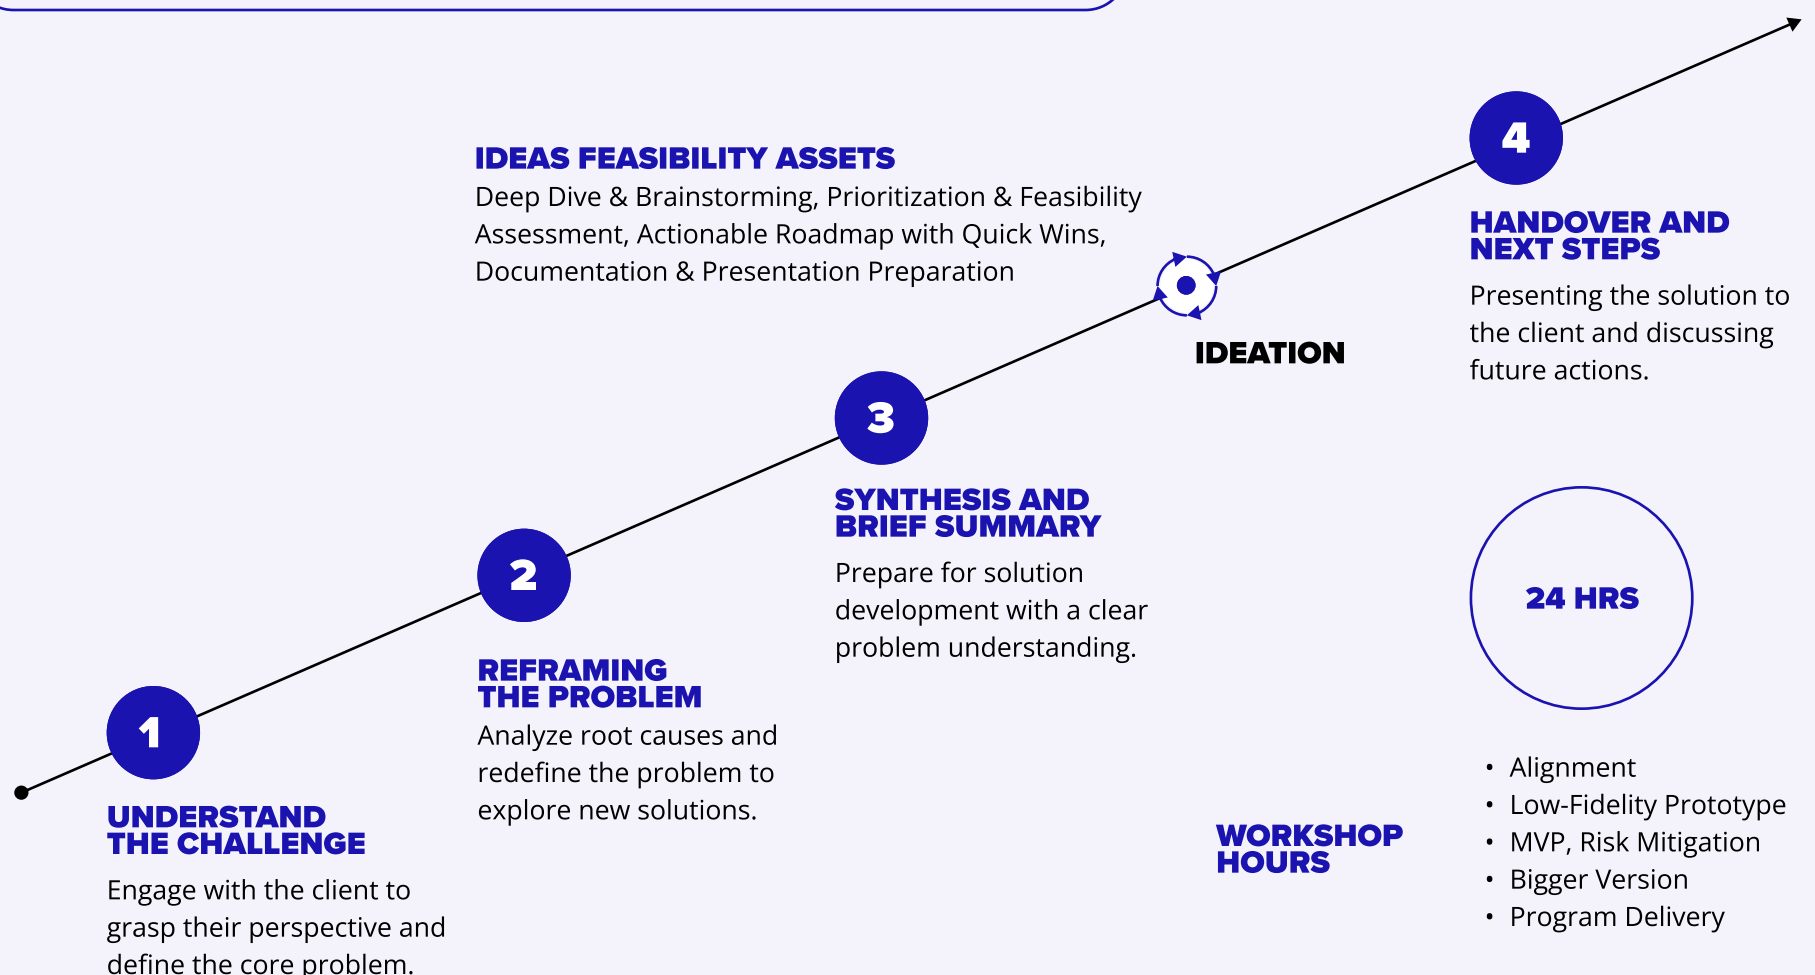 IDEAS FEASIBILITY ASSETS
Deep Dive & Brainstorming, Prioritization & Feasibility
Assessment, Actionable Roadmap with Quick Wins,
Documentation & Presentation Preparation
1
UNDERSTAND
THE CHALLENGE
Engage with the client to
grasp their perspective and
define the core problem.
2
REFRAMING
THE PROBLEM
Analyze root causes and
redefine the problem to
explore new solutions.
3
SYNTHESIS AND
BRIEF SUMMARY
Prepare for solution
development with a clear
problem understanding.
IDEATION
4
HANDOVER AND
NEXT STEPS
Presenting the solution to
the client and discussing
future actions.
24 HRS
WORKSHOP
HOURS
• Alignment
• Low-Fidelity Prototype
• MVP, Risk Mitigation
• Bigger Version
• Program Delivery